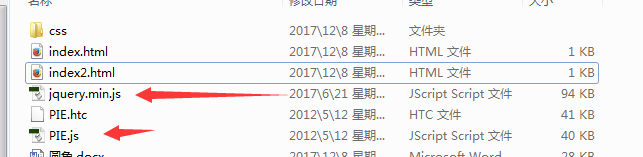 名称 修改日期 类型 大小
css 2017\12\8 星期... 文件夹
index.html 2017\12\8 星期... HTML 文件 1 KB
index2.html 2017\12\8 星期... HTML 文件 1 KB
jquery.min.js 2017\6\21 星期... JScript Script 文件 94 KB
PIE.htc 2012\5\12 星期... HTC 文件 41 KB
PIE.js 2012\5\12 星期... JScript Script 文件 40 KB
圆角.docx 2017\12\8 星期... Microsoft Word